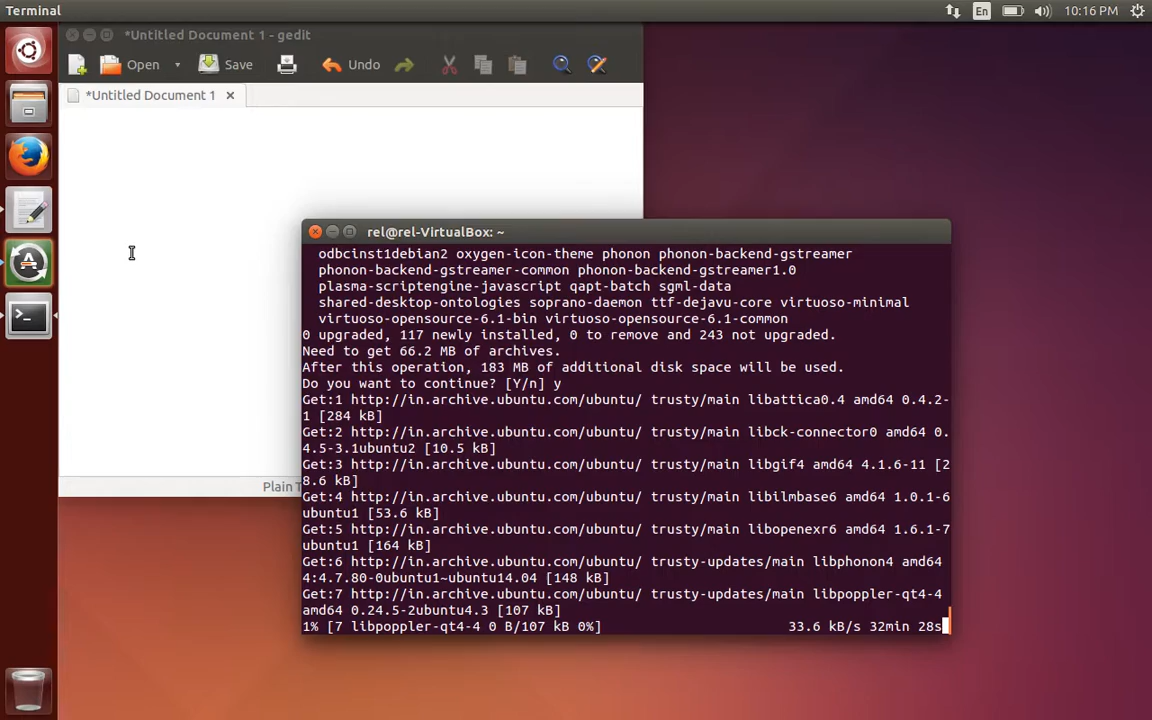 Terminal
En
10:16 PM
*Untitled Document 1 - gedit
Open
Save
Undo
*Untitled Document 1
Plain T
rel@rel-VirtualBox: ~
odbcinst1debian2 oxygen-icon-theme phonon phonon-backend-gstreamer
phonon-backend-gstreamer-common phonon-backend-gstreamer1.0
plasma-scriptengine-javascript qapt-batch sgml-data
shared-desktop-ontologies soprano-daemon ttf-dejavu-core virtuoso-minimal
virtuoso-opensource-6.1-bin virtuoso-opensource-6.1-common
0 upgraded, 117 newly installed, 0 to remove and 243 not upgraded.
Need to get 66.2 MB of archives.
After this operation, 183 MB of additional disk space will be used.
Do you want to continue? [Y/n] y
Get:1 http://in.archive.ubuntu.com/ubuntu/ trusty/main libattica0.4 amd64 0.4.2-
1 [284 kB]
Get:2 http://in.archive.ubuntu.com/ubuntu/ trusty/main libck-connector0 amd64 0.
4.5-3.1ubuntu2 [10.5 kB]
Get:3 http://in.archive.ubuntu.com/ubuntu/ trusty/main libgif4 amd64 4.1.6-11 [2
8.6 kB]
Get:4 http://in.archive.ubuntu.com/ubuntu/ trusty/main libilmbase6 amd64 1.0.1-6
ubuntu1 [53.6 kB]
Get:5 http://in.archive.ubuntu.com/ubuntu/ trusty/main libopenexr6 amd64 1.6.1-7
ubuntu1 [164 kB]
Get:6 http://in.archive.ubuntu.com/ubuntu/ trusty-updates/main libphonon4 amd64
4:4.7.80-0ubuntu1~ubuntu14.04 [148 kB]
Get:7 http://in.archive.ubuntu.com/ubuntu/ trusty-updates/main libpoppler-qt4-4
amd64 0.24.5-2ubuntu4.3 [107 kB]
1% [7 libpoppler-qt4-4 0 B/107 kB 0%] 33.6 kB/s 32min 28s